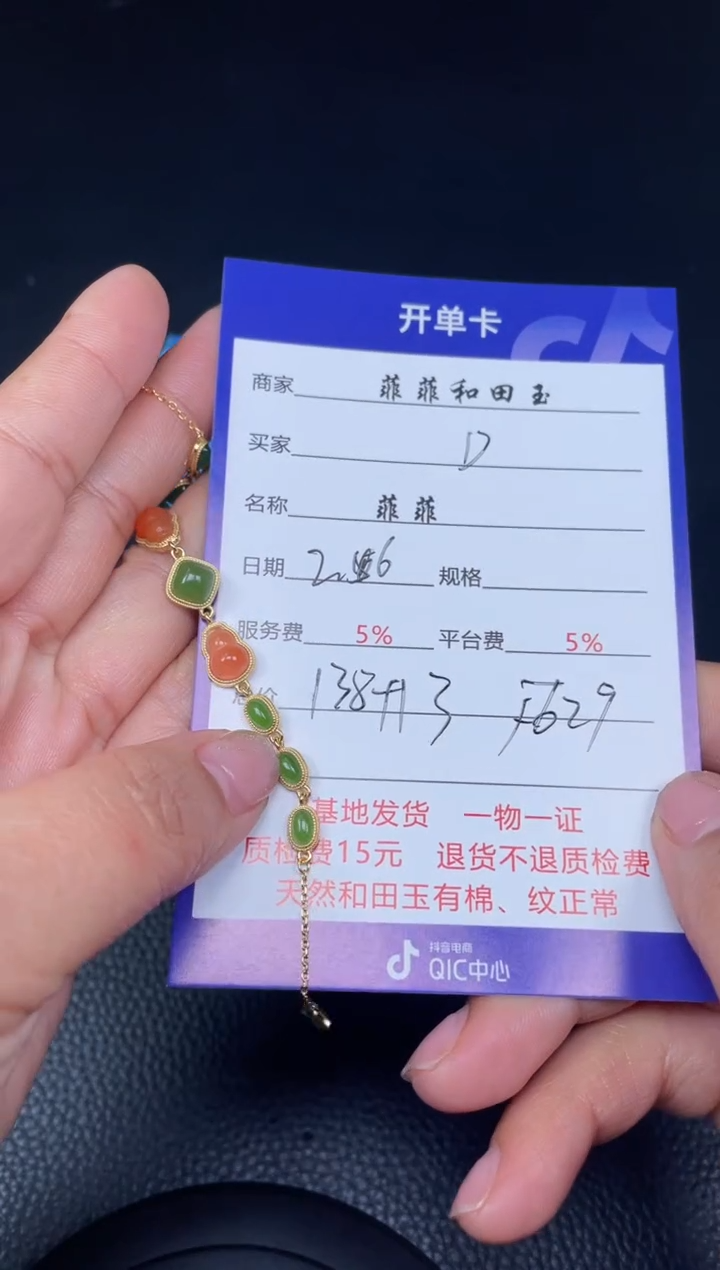 开单卡
商家 菲菲和田玉
买家 D
名称 菲菲
日期 规格
服务费 5% 平台费 5%
总价 138
基地发货 一物一证
质检费15元 退货不退质检费
天然和田玉有棉、纹正常
抖音电商
QIC中心